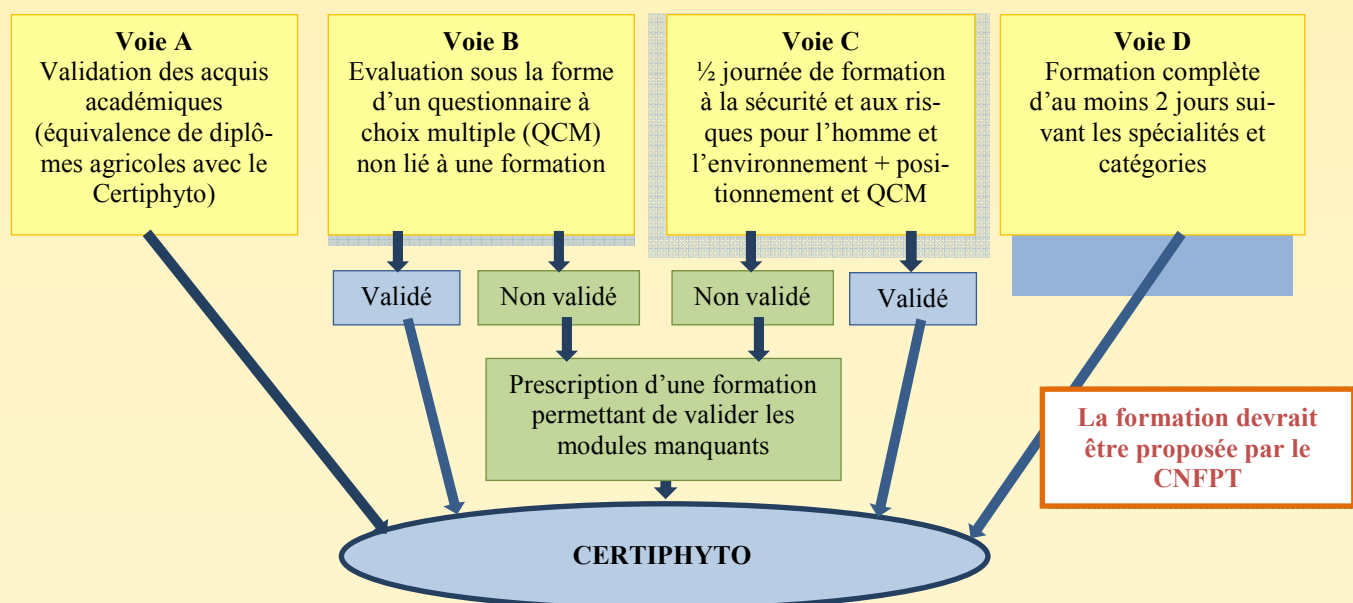 Voie A
Validation des acquis
académiques
(équivalence de diplô-
mes agricoles avec le
Certiphyto)
Voie B
Evaluation sous la forme
d’un questionnaire à
choix multiple (QCM)
non lié à une formation
Voie C
½ journée de formation
à la sécurité et aux ris-
ques pour l’homme et
l’environnement + posi-
tionnement et QCM
Voie D
Formation complète
d’au moins 2 jours sui-
vant les spécialités et
catégories
Validé
Non validé
Non validé
Validé
Prescription d’une formation
permettant de valider les
modules manquants
La formation devrait
être proposée par le
CNFPT
CERTIPHYTO